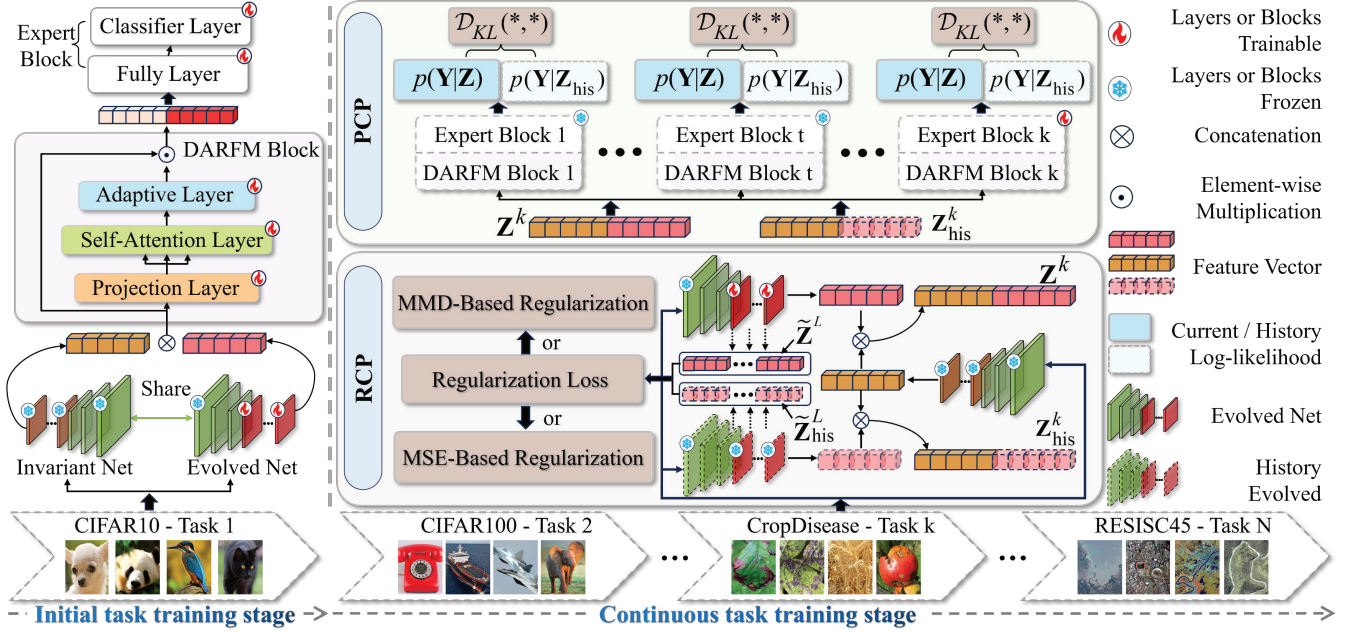 Expert
Block
Classifier Layer
Fully Layer
DARFM Block
Adaptive Layer
Self-Attention Layer
Projection Layer
Share
Invariant Net
Evolved Net
PCP
𝒟_KL(*,*)
𝒟_KL(*,*)
𝒟_KL(*,*)
p(Y|Z)
p(Y|Z_his)
p(Y|Z)
p(Y|Z_his)
p(Y|Z)
p(Y|Z_his)
Expert Block 1
DARFM Block 1
Expert Block t
DARFM Block t
Expert Block k
DARFM Block k
Z^k
Z^k_his
RCP
MMD-Based Regularization
or
Regularization Loss
or
MSE-Based Regularization
Z̃^L
Z̃^L_his
Z^k
Z^k_his
Layers or Blocks
Trainable
Layers or Blocks
Frozen
Concatenation
Element-wise
Multiplication
Feature Vector
Current / History
Log-likelihood
Evolved Net
History
Evolved
CIFAR10 - Task 1
CIFAR100 - Task 2
CropDisease - Task k
RESISC45 - Task N
Initial task training stage
Continuous task training stage